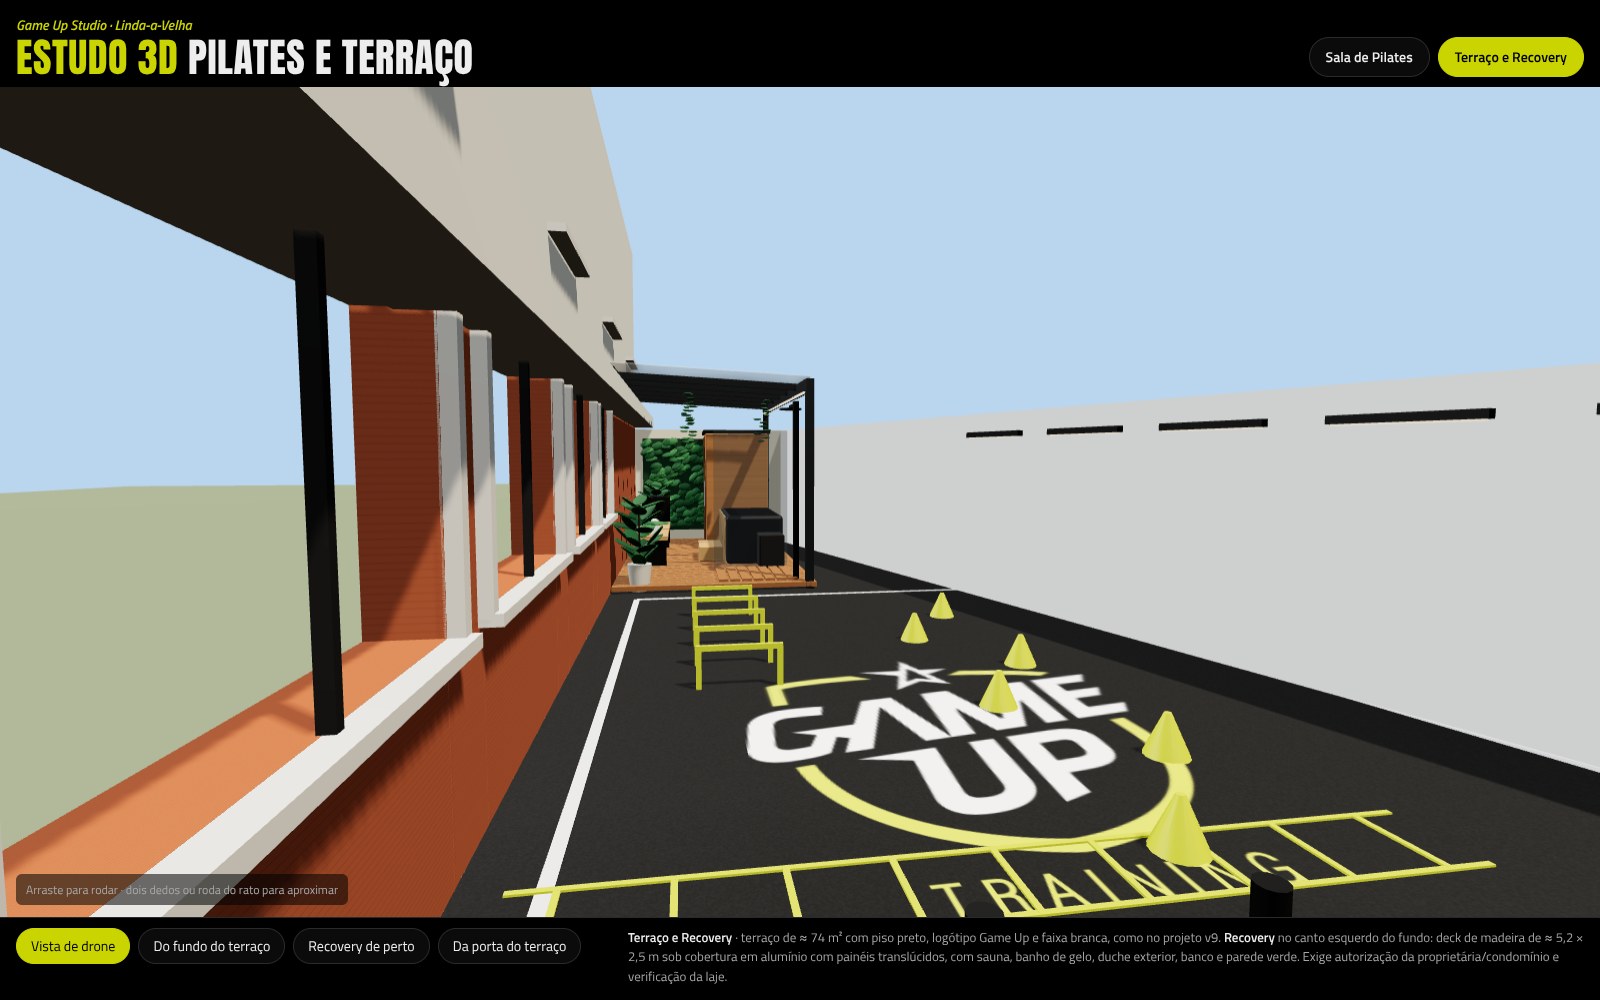 Game Up Studio · Linda-a-Velha
ESTUDO 3D PILATES E TERRAÇO
Sala de Pilates
Terraço e Recovery
GAME
UP
TRAINING
Arraste para rodar · dois dedos ou roda do rato para aproximar
Vista de drone
Do fundo do terraço
Recovery de perto
Da porta do terraço
Terraço e Recovery · terraço de ≈ 74 m² com piso preto, logótipo Game Up e faixa branca, como no projeto v9. Recovery no canto esquerdo do fundo: deck de madeira de ≈ 5,2 ×
2,5 m sob cobertura em alumínio com painéis translúcidos, com sauna, banho de gelo, duche exterior, banco e parede verde. Exige autorização da proprietária/condomínio e
verificação da laje.